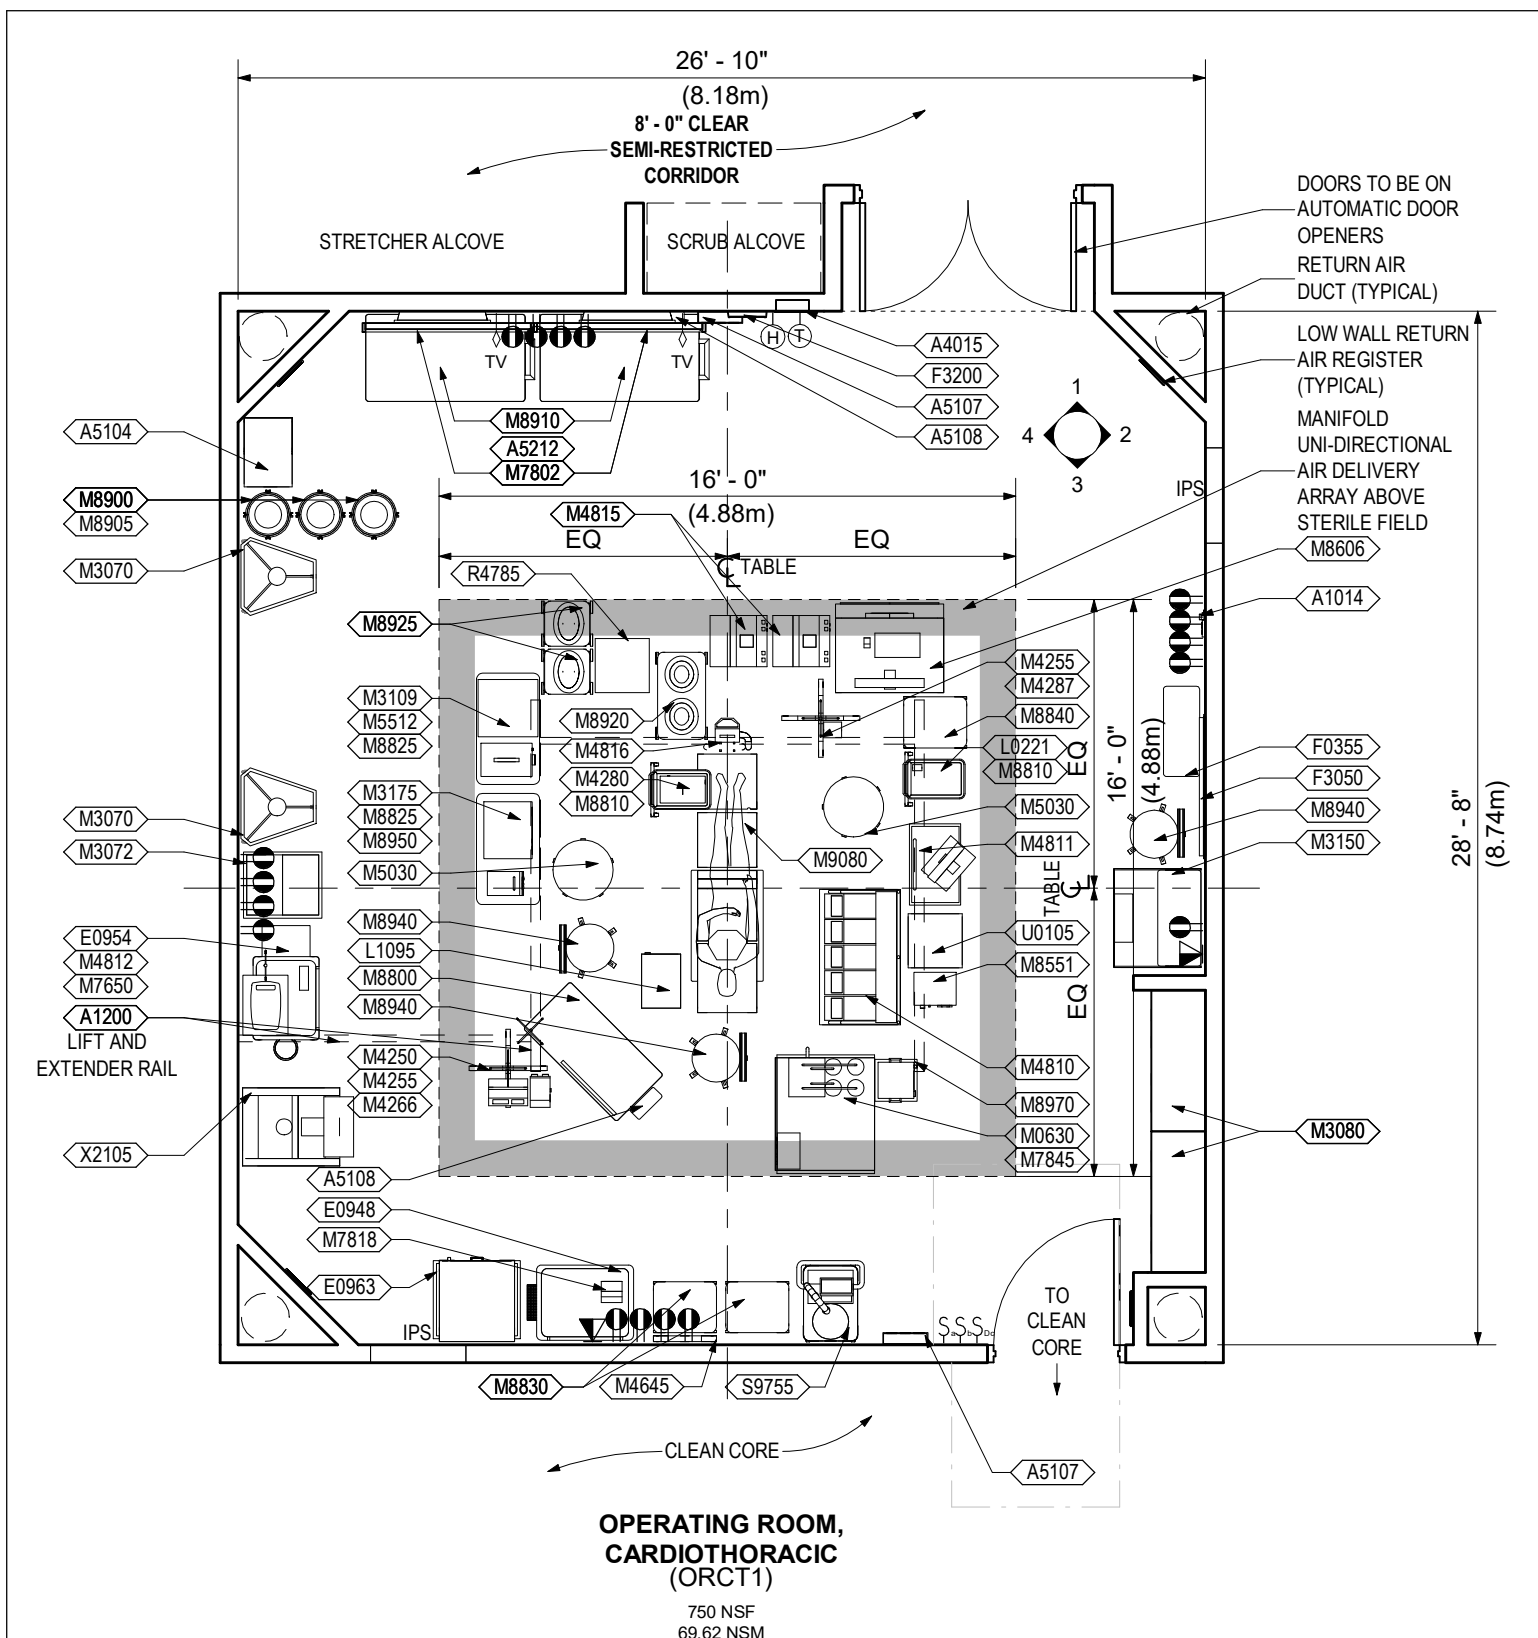 26' - 10"
(8.18m)
8' - 0" CLEAR
SEMI-RESTRICTED
CORRIDOR
STRETCHER ALCOVE
SCRUB ALCOVE
DOORS TO BE ON
AUTOMATIC DOOR
OPENERS
RETURN AIR
DUCT (TYPICAL)
LOW WALL RETURN
AIR REGISTER
(TYPICAL)
MANIFOLD
UNI-DIRECTIONAL
AIR DELIVERY
ARRAY ABOVE
STERILE FIELD
TV
TV
H
T
A4015
F3200
A5107
A5108
1
2
3
4
M8910
A5212
M7802
A5104
M8900
M8905
M3070
16' - 0"
(4.88m)
EQ
EQ
M4815
TABLE
R4785
IPS
M8606
A1014
M8925
M4255
M4287
M8840
L0221
M8810
M3109
M5512
M8825
M8920
M4816
M4280
M8810
16' - 0"
(4.88m)
EQ
EQ
TABLE
28' - 8"
(8.74m)
F0355
F3050
M8940
M3150
M3070
M3072
M3175
M8825
M8950
M5030
M5030
M4811
M9080
E0954
M4812
M7650
A1200
LIFT AND
EXTENDER RAIL
M8940
L1095
M8800
M8940
U0105
M8551
M4250
M4255
M4266
M4810
M8970
M0630
M7845
M3080
X2105
A5108
E0948
M7818
E0963
IPS
TO
CLEAN
CORE
S a S b S Dc
M8830
M4645
S9755
CLEAN CORE
A5107
OPERATING ROOM,
CARDIOTHORACIC
(ORCT1)
750 NSF
69.62 NSM